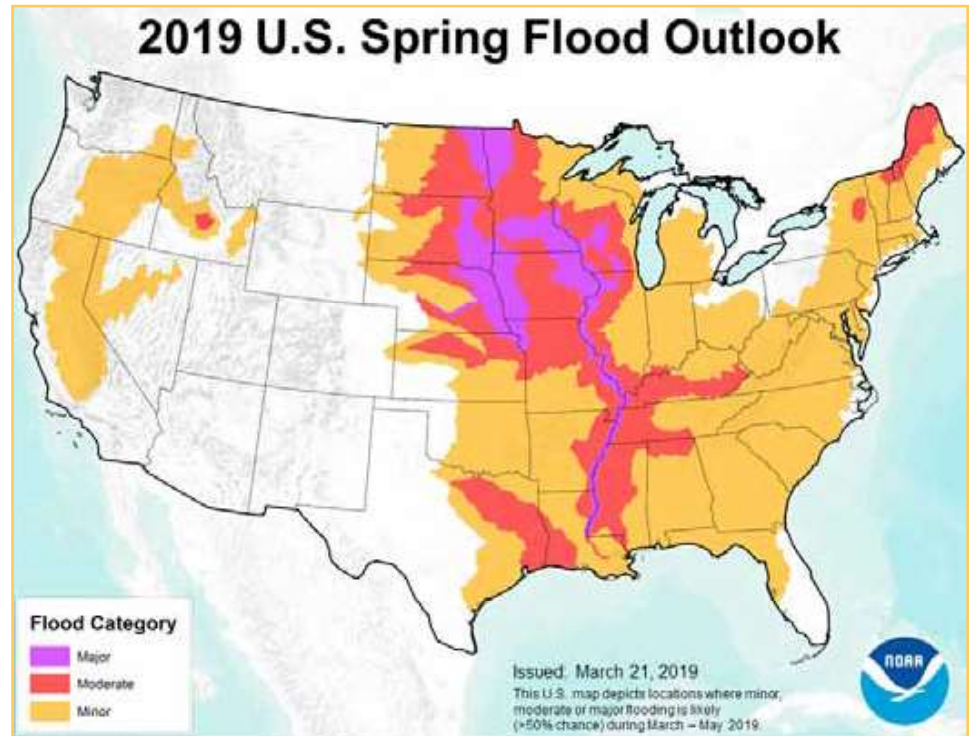 2019 U.S. Spring Flood Outlook
Flood Category
Major
Moderate
Minor
Issued: March 21, 2019
This U.S. map depicts locations where minor,
moderate or major flooding is likely
(>50% chance) during March – May 2019.
NOAA